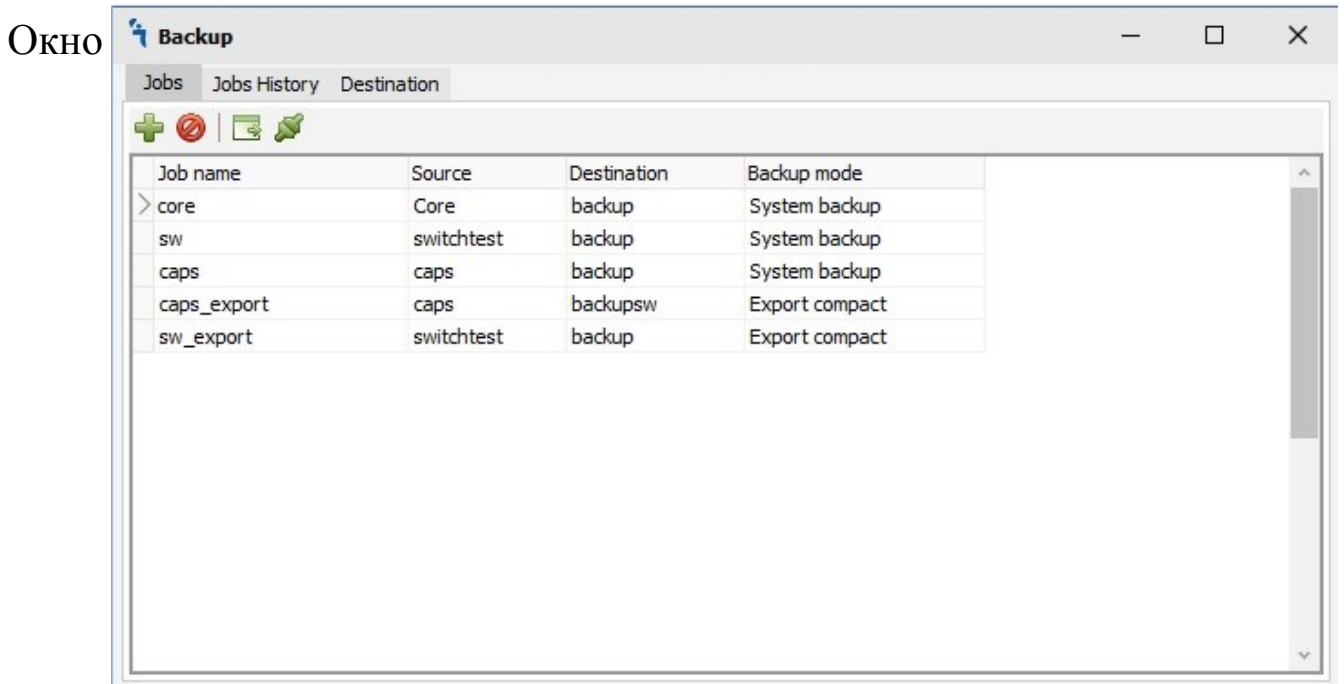 Окно
Backup
Jobs Jobs History Destination
Job name Source Destination Backup mode
core Core backup System backup
sw switchtest backup System backup
caps caps backup System backup
caps_export caps backupsw Export compact
sw_export switchtest backup Export compact